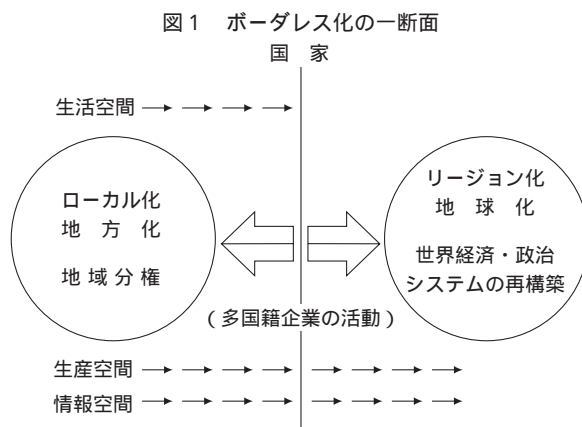 図1 ボーダレス化の一断面
国 家
生活空間
ローカル化
地 方 化
地域分権
リージョン化
地 球 化
世界経済・政治
システムの再構築
(多国籍企業の活動)
生産空間
情報空間